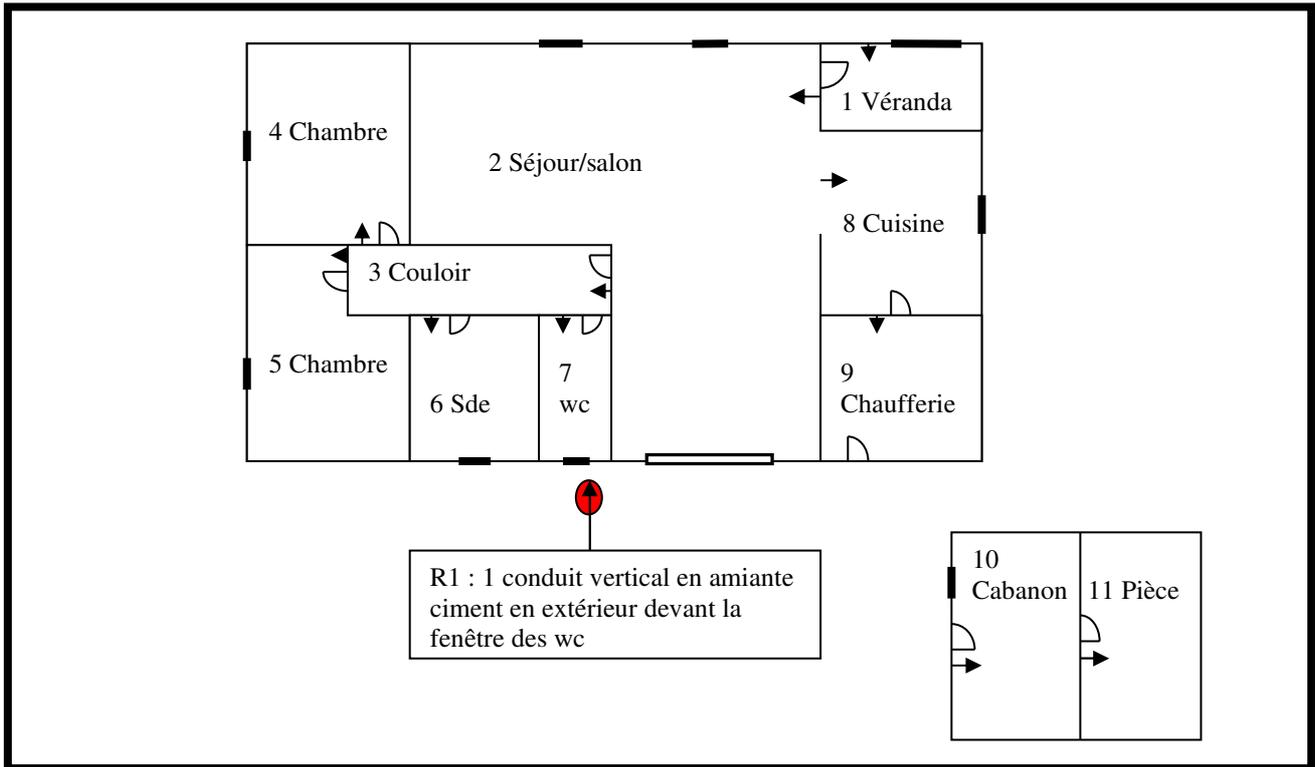 4 Chambre
2 Séjour/salon
1 Véranda
8 Cuisine
3 Couloir
5 Chambre
6 Sde
7
wc
9
Chaufferie
R1 : 1 conduit vertical en amiante
ciment en extérieur devant la
fenêtre des wc
10
Cabanon
11 Pièce